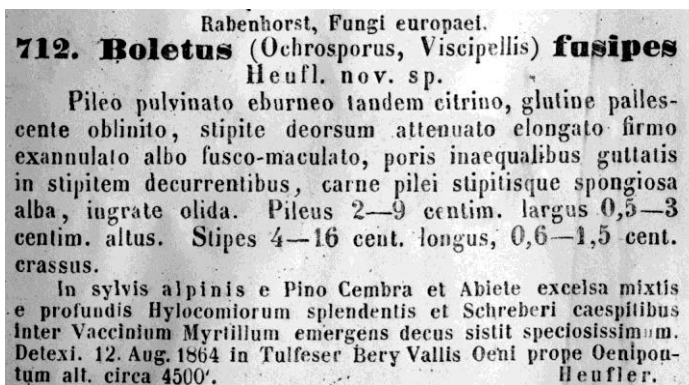 Rabenhorst, Fungi europaei.
712. Boletus (Ochrosporus, Viscipellis) fusipes
Heufl. nov. sp.
Pileo pulvinato eburneo tandem citrino, glutine palles-
cente oblinito, stipite deorsum attenuato elongato firmo
exannulato albo fusco-maculato, poris inaequalibus guttatis
in stipitem decurrentibus, carne pilei stipitisque spongiosa
alba, ingrate olida. Pileus 2—9 centim. largus 0,5—3
centim. altus. Stipes 4—16 cent. longus, 0,6—1,5 cent.
crassus.
In sylvis alpinis e Pino Cembra et Abiete excelsa mixtis
e profundis Hylocomiorum splendentis et Schreberi caespitibus
inter Vaccinium Myrtillum emergens decus sistit speciosissimum.
Detexi. 12. Aug. 1864 in Tulfeser Bery Vallis Oeni prope Oenipon-
tum alt. circa 4500'. Heufler.